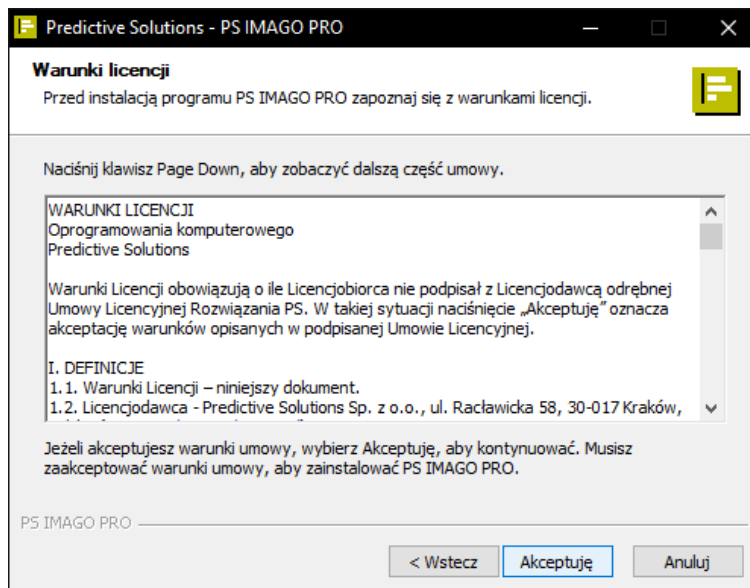 Predictive Solutions - PS IMAGO PRO
Warunki licencji
Przed instalacją programu PS IMAGO PRO zapoznaj się z warunkami licencji.
Naciśnij klawisz Page Down, aby zobaczyć dalszą część umowy.
WARUNKI LICENCJI
Oprogramowania komputerowego
Predictive Solutions
Warunki Licencji obowiązują o ile Licencjobiorca nie podpisał z Licencjodawcą odrębnej
Umowy Licencyjnej Rozwiązania PS. W takiej sytuacji naciśnięcie „Akceptuję” oznacza
akceptację warunków opisanych w podpisanej Umowie Licencyjnej.
I. DEFINICJE
1.1. Warunki Licencji – niniejszy dokument.
1.2. Licencjodawca - Predictive Solutions Sp. z o.o., ul. Racławicka 58, 30-017 Kraków,
Jeżeli akceptujesz warunki umowy, wybierz Akceptuję, aby kontynuować. Musisz
zaakceptować warunki umowy, aby zainstalować PS IMAGO PRO.
PS IMAGO PRO
< Wstecz
Akceptuję
Anuluj